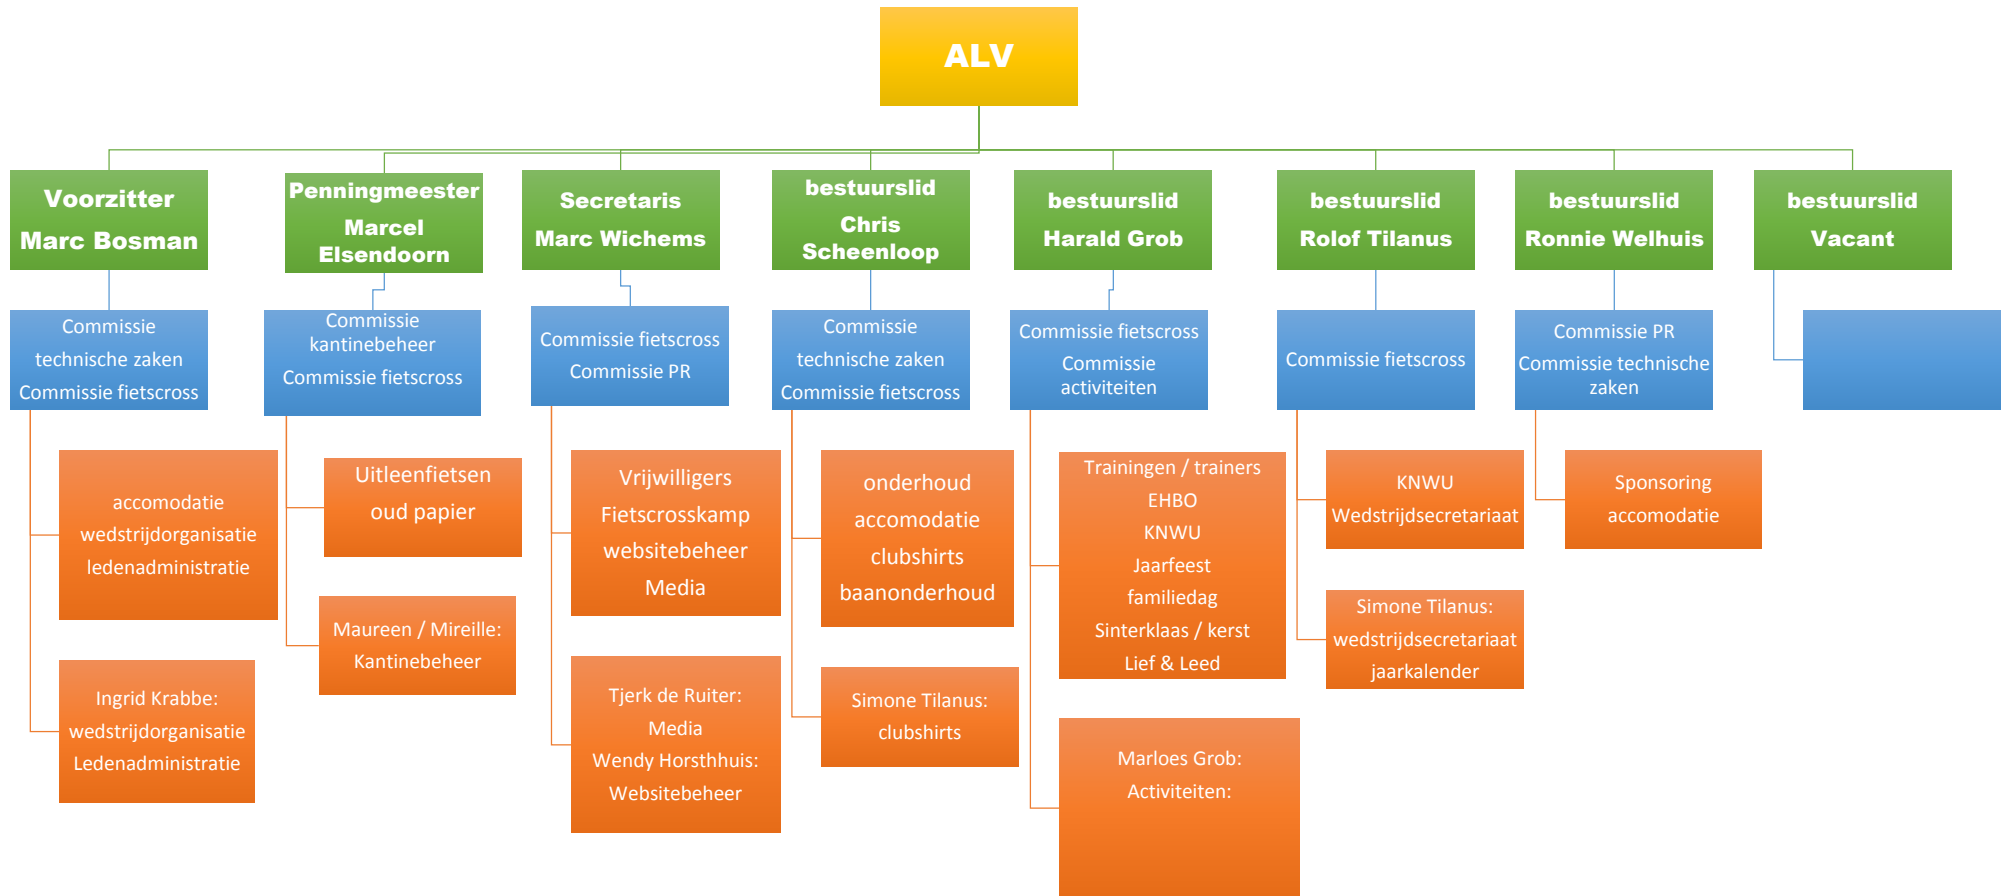 ALV
Voorzitter
Marc Bosman
Penningmeester
Marcel
Elsendoorn
Secretaris
Marc Wichems
bestuurslid
Chris
Scheenloop
bestuurslid
Harald Grob
bestuurslid
Rolof Tilanus
bestuurslid
Ronnie Welhuis
bestuurslid
Vacant
Commissie
technische zaken
Commissie fietscross
Commissie
kantinebeheer
Commissie fietscross
Commissie fietscross
Commissie PR
Commissie
technische zaken
Commissie fietscross
Commissie fietscross
Commissie
activiteiten
Commissie fietscross
Commissie PR
Commissie technische
zaken
accomodatie
wedstrijdorganisatie
ledenadministratie
Uitleenfietsen
oud papier
Vrijwilligers
Fietscrosskamp
websitebeheer
Media
onderhoud
accomodatie
clubshirts
baanonderhoud
Trainingen / trainers
EHBO
KNWU
Jaarfeest
familiedag
Sinterklaas / kerst
Lief & Leed
KNWU
Wedstrijdsecretariaat
Sponsoring
accomodatie
Ingrid Krabbe:
wedstrijdorganisatie
Ledenadministratie
Maureen / Mireille:
Kantinebeheer
Tjerk de Ruiter:
Media
Wendy Horsthhuis:
Websitebeheer
Simone Tilanus:
clubshirts
Marloes Grob:
Activiteiten:
Simone Tilanus:
wedstrijdsecretariaat
jaarkalender